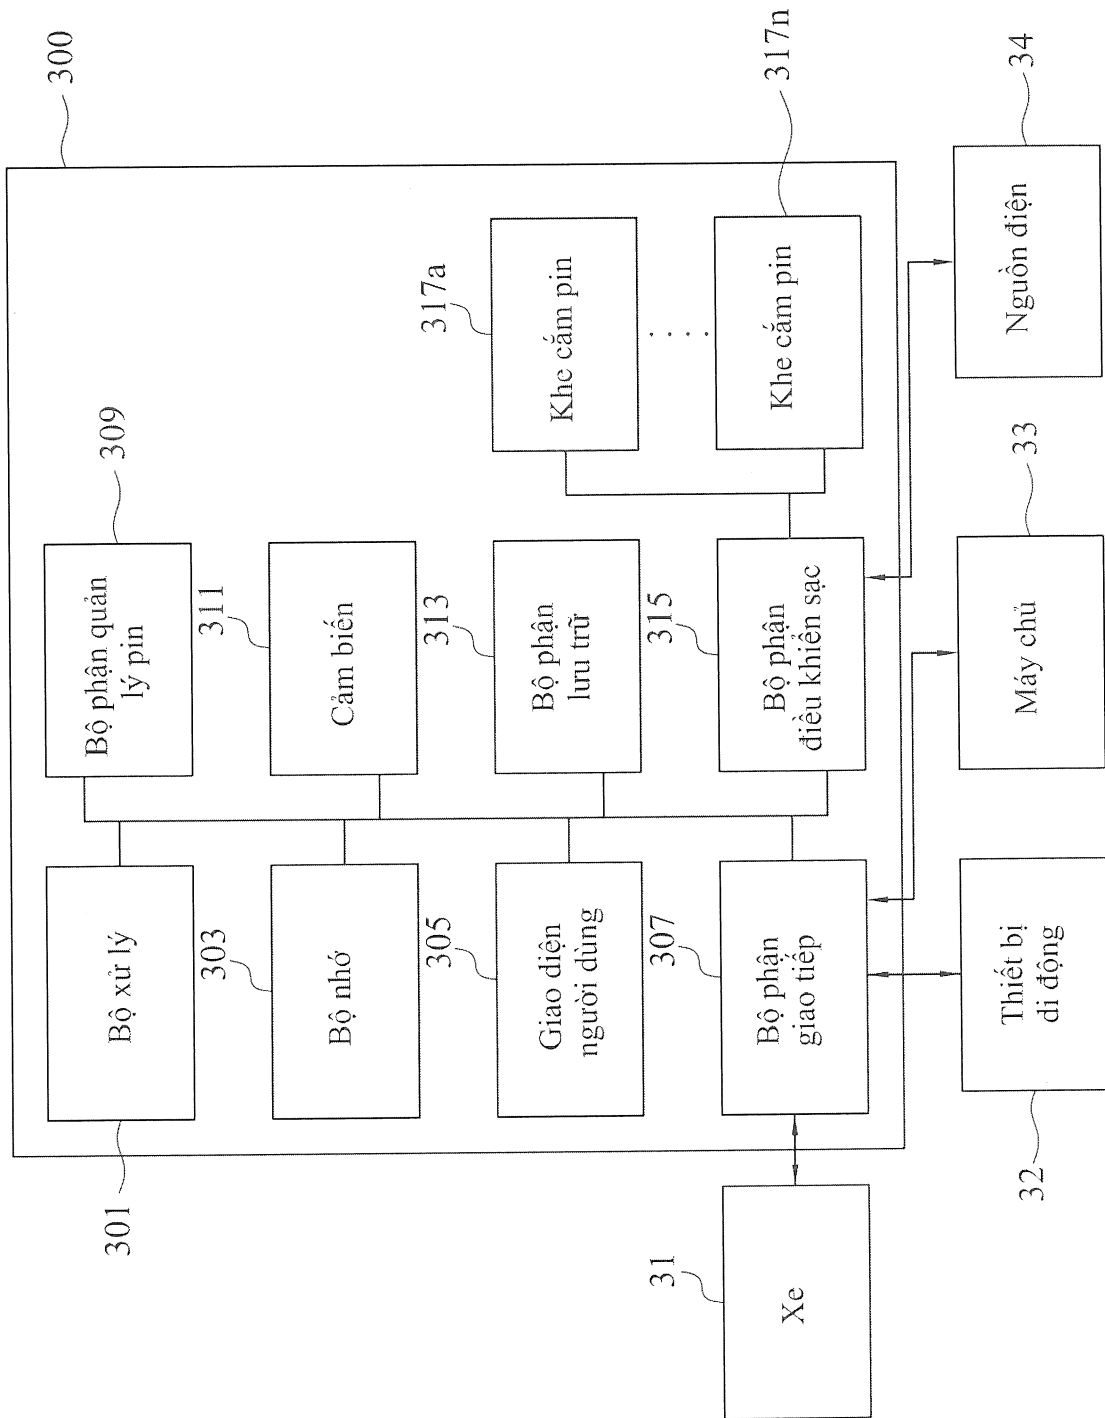 300
301
Bộ xử lý
309
Bộ phận quản
lý pin
303
Bộ nhớ
311
Cảm biến
305
Giao diện
người dùng
313
Bộ phận
lưu trữ
317a
Khe cắm pin
. . . .
307
Bộ phận
giao tiếp
315
Bộ phận
điều khiển sạc
Khe cắm pin
317n
31
Xe
32
Thiết bị
di động
33
Máy chủ
34
Nguồn điện